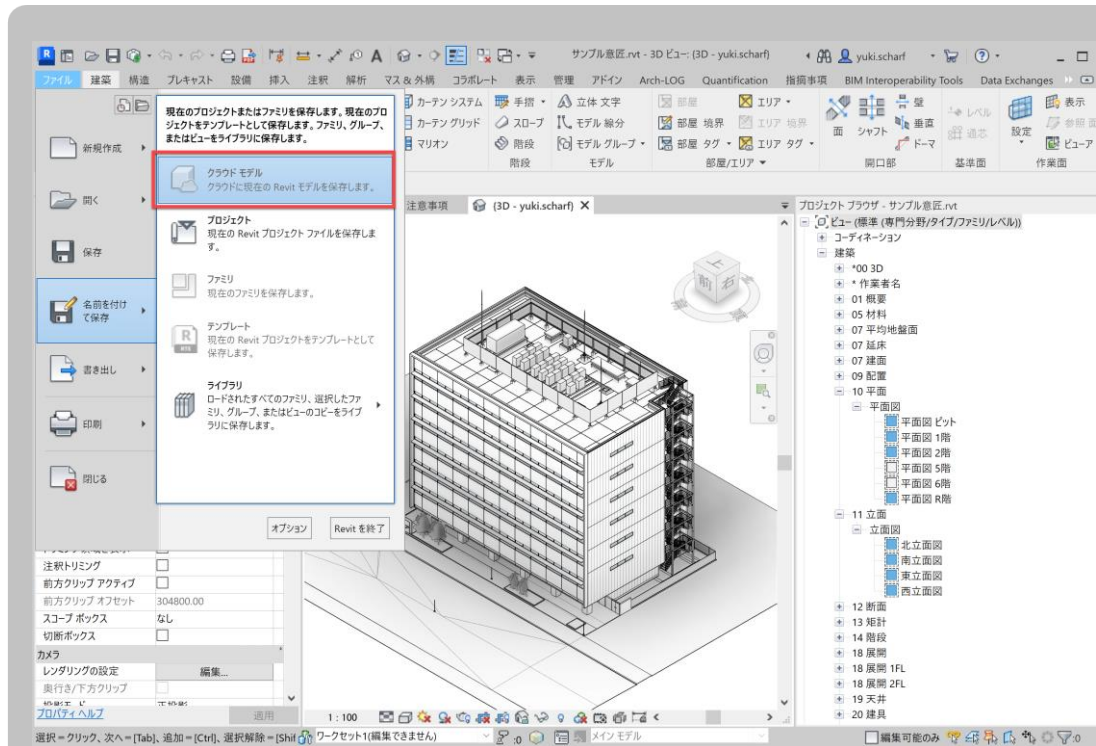 サンプル意匠.rvt - 3D ビュー: (3D - yuki.scharf)
yuki.scharf
ファイル 建築 構造 プレキャスト 設備 挿入 注釈 解析 マス & 外構 コラボレート 表示 管理 アドイン Arch-LOG Quantification 指摘事項 BIM Interoperability Tools Data Exchanges
新規作成
開く
保存
名前を付け
て保存
書き出し
印刷
閉じる
現在のプロジェクトまたはファミリを保存します。現在のプロ
ジェクトをテンプレートとして保存します。ファミリ、グループ、
またはビューをライブラリに保存します。
クラウド モデル
クラウドに現在の Revit モデルを保存します。
プロジェクト
現在の Revit プロジェクト ファイルを保存しま
す。
ファミリ
現在のファミリを保存します。
テンプレート
現在の Revit プロジェクトをテンプレートとして
保存します。
ライブラリ
ロードされたすべてのファミリ、選択したファ
ミリ、グループ、またはビューのコピーをライブ
ラリに保存します。
オプション Revit を終了
カーテン システム 手摺 立体 文字 部屋 エリア 壁 レベル 表示
カーテン グリッド スロープ モデル 線分 部屋 境界 エリア 境界 面 シャフト 垂直 通芯 設定 参照 面
マリオン 階段 モデル グループ 部屋 タグ エリア タグ ドーマ ビューア
階段 モデル 部屋/エリア 開口部 基準面 作業面
注意事項 (3D - yuki.scharf)
上
前 右
プロジェクト ブラウザ - サンプル意匠.rvt
ビュー (標準 (専門分野/タイプ/ファミリ/レベル))
コーディネーション
建築
*00 3D
* 作業者名
01 概要
05 材料
07 平均地盤面
07 延床
07 建面
09 配置
10 平面
平面図
平面図 ピット
平面図 1階
平面図 2階
平面図 5階
平面図 6階
平面図 R階
11 立面
立面図
北立面図
南立面図
東立面図
西立面図
12 断面
13 矩計
14 階段
18 展開
18 展開 1FL
18 展開 2FL
19 天井
20 建具
注釈トリミング
前方クリップ アクティブ
前方クリップ オフセット 304800.00
スコープ ボックス なし
切断ボックス
カメラ
レンダリングの設定 編集...
奥行き/下方クリップ
プロパティ ヘルプ 適用
1 : 100
選択 = クリック、次へ = [Tab]、追加 = [Ctrl]、選択解除 = [Shif ワークセット1(編集できません) :0 メイン モデル 編集可能のみ :0